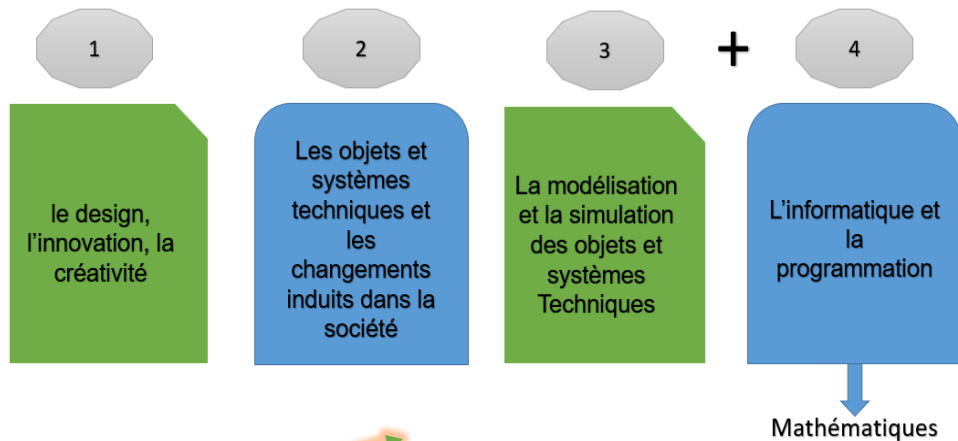 1
2
3
+
4
le design,
l'innovation, la
créativité
Les objets et
systèmes
techniques et
les
changements
induits dans la
société
La modélisation
et la simulation
des objets et
systèmes
Techniques
L'informatique et
la
programmation
Mathématiques